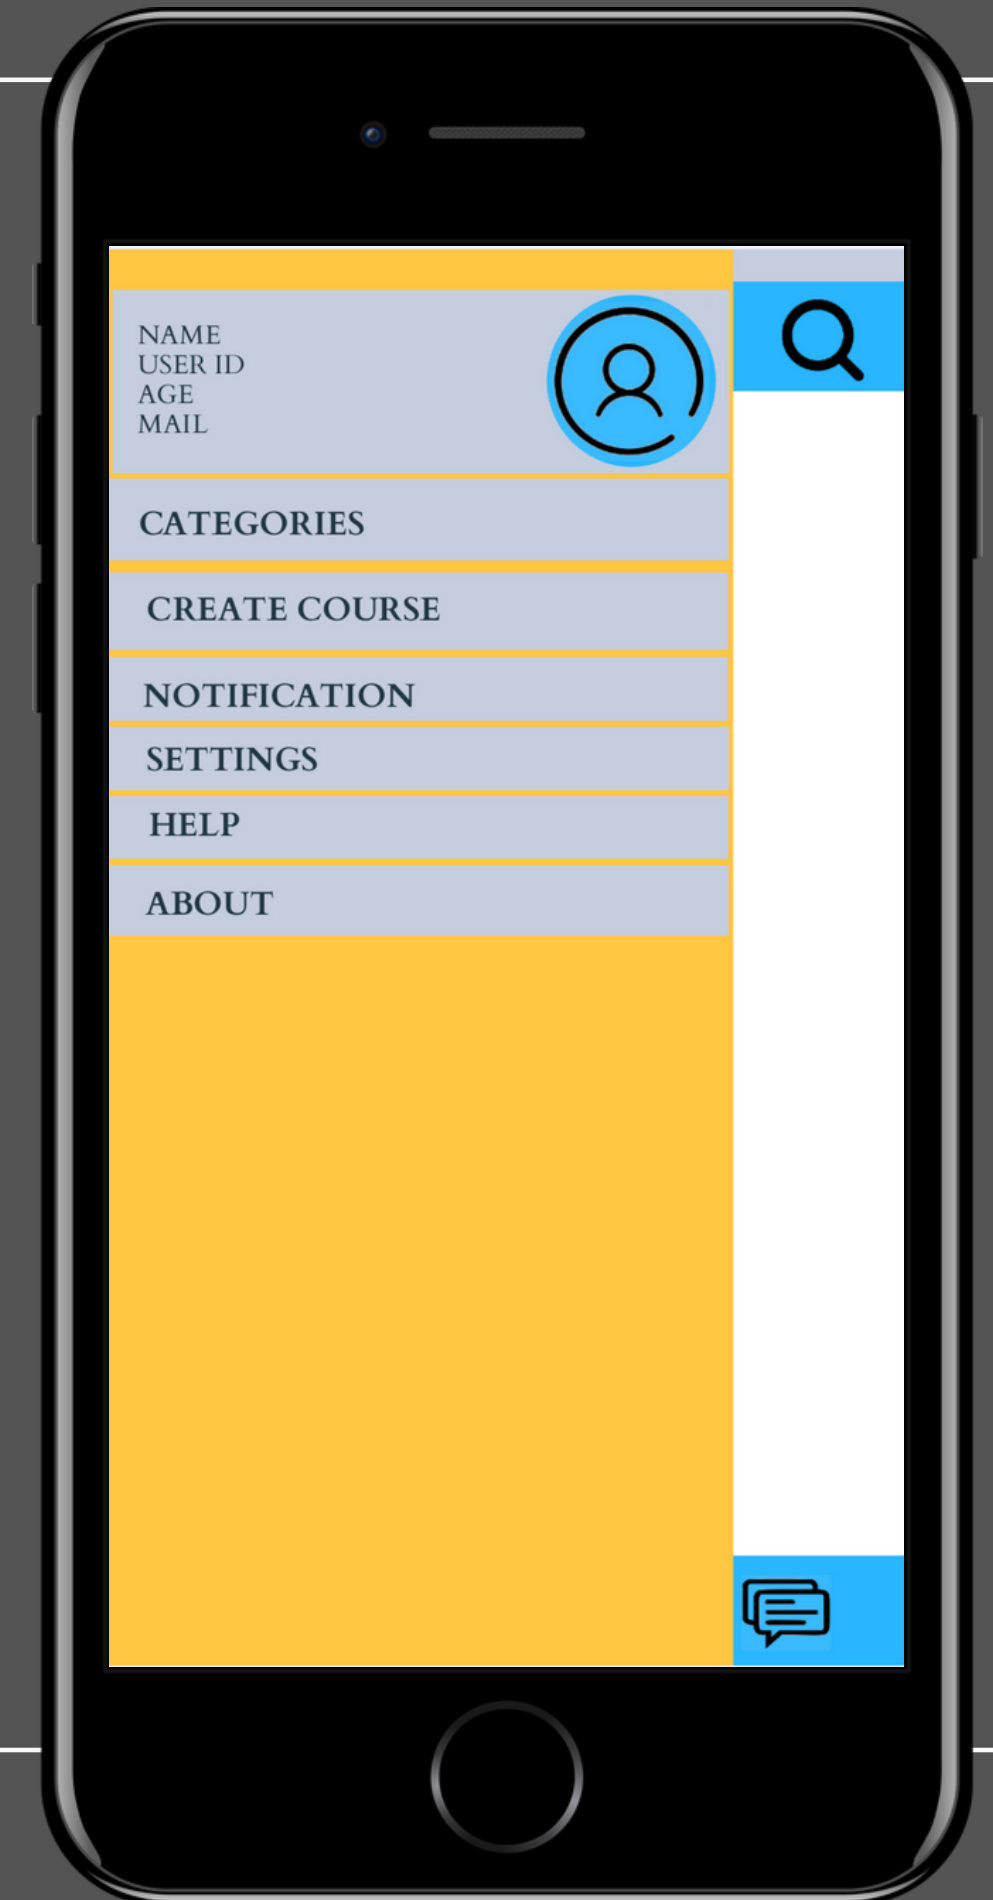 NAME
USER ID
AGE
MAIL
CATEGORIES
CREATE COURSE
NOTIFICATION
SETTINGS
HELP
ABOUT